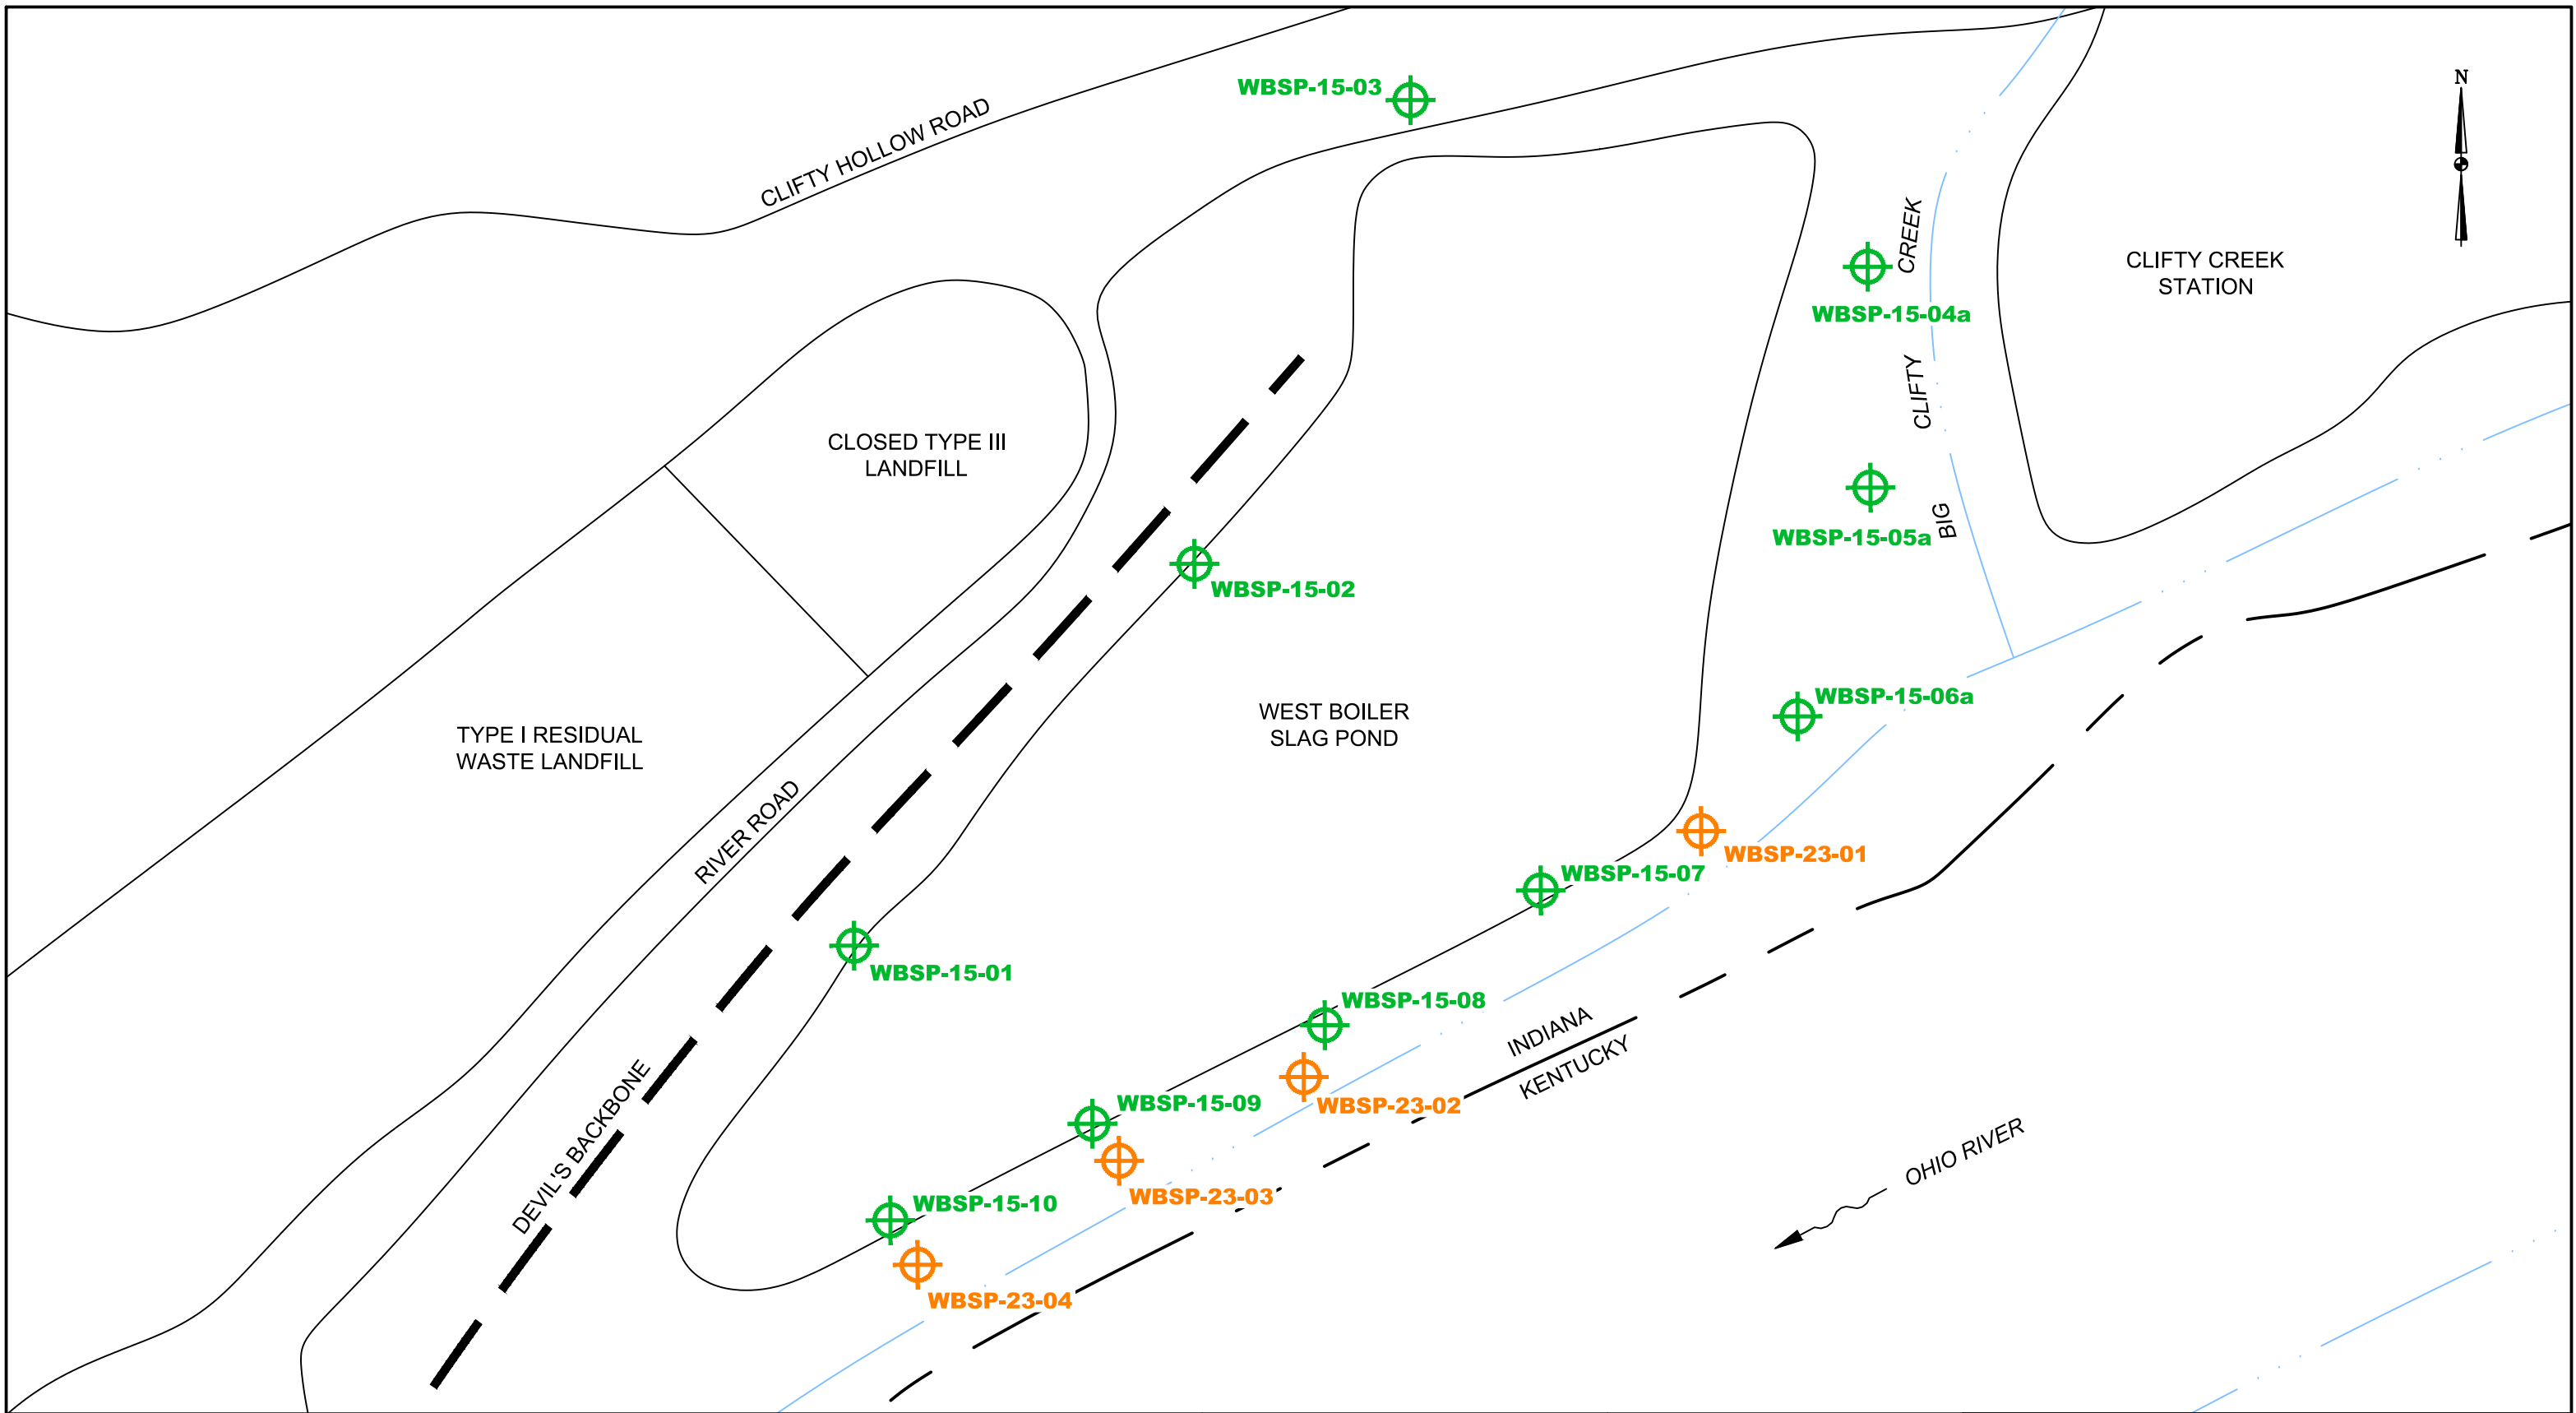 WBSP-15-03
N
CLIFTY HOLLOW ROAD
CREEK
CLIFTY CREEK
STATION
WBSP-15-04a
CLIFTY
CLOSED TYPE III
LANDFILL
BIG
WBSP-15-05a
WBSP-15-02
WBSP-15-06a
WEST BOILER
SLAG POND
TYPE I RESIDUAL
WASTE LANDFILL
RIVER ROAD
WBSP-23-01
WBSP-15-07
WBSP-15-01
WBSP-15-08
INDIANA
KENTUCKY
WBSP-15-09
WBSP-23-02
DEVIL'S BACKBONE
OHIO RIVER
WBSP-23-03
WBSP-15-10
WBSP-23-04